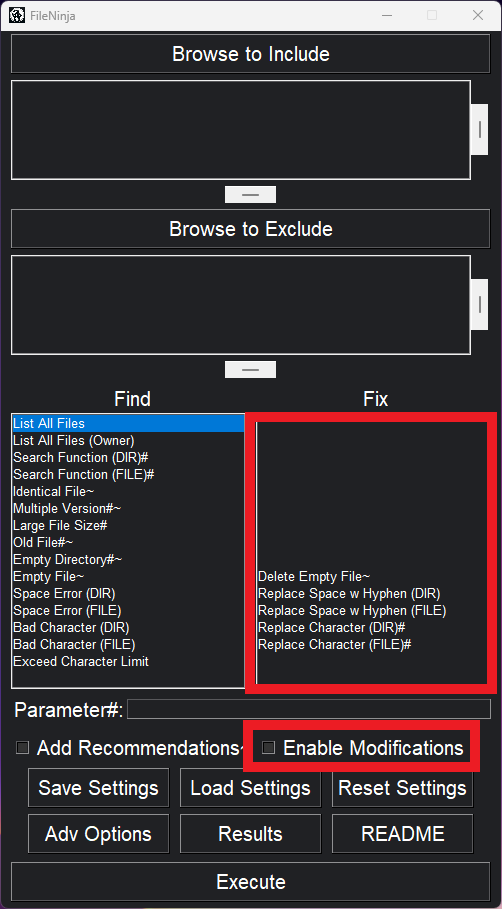 FileNinja
Browse to Include
Browse to Exclude
Find
Fix
List All Files
List All Files (Owner)
Search Function (DIR)#
Search Function (FILE)#
Identical File~
Multiple Version#~
Large File Size#
Old File#~
Empty Directory#~
Empty File~
Space Error (DIR)
Space Error (FILE)
Bad Character (DIR)
Bad Character (FILE)
Exceed Character Limit
Delete Empty File~
Replace Space w Hyphen (DIR)
Replace Space w Hyphen (FILE)
Replace Character (DIR)#
Replace Character (FILE)#
Parameter#:
Add Recommendations~
Enable Modifications
Save Settings
Load Settings
Reset Settings
Adv Options
Results
README
Execute